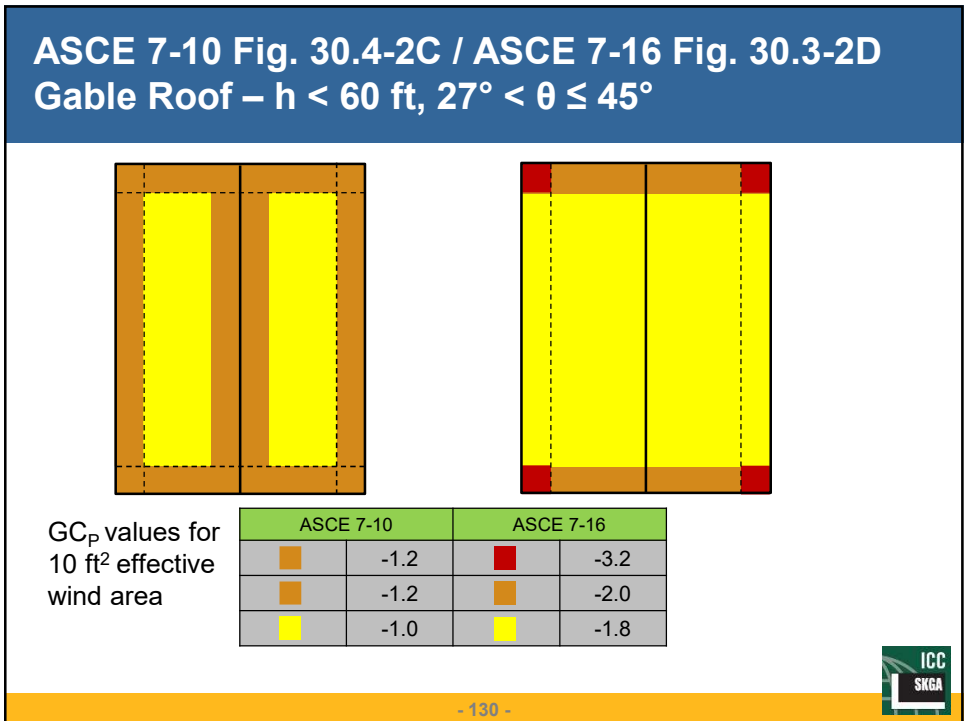 ASCE 7-10 Fig. 30.4-2C / ASCE 7-16 Fig. 30.3-2D
Gable Roof – h < 60 ft, 27° < θ ≤ 45°
GCP values for
10 ft2 effective
wind area
ASCE 7-10 ASCE 7-16
-1.2 -3.2
-1.2 -2.0
-1.0 -1.8
ICC
SKGA
- 130 -